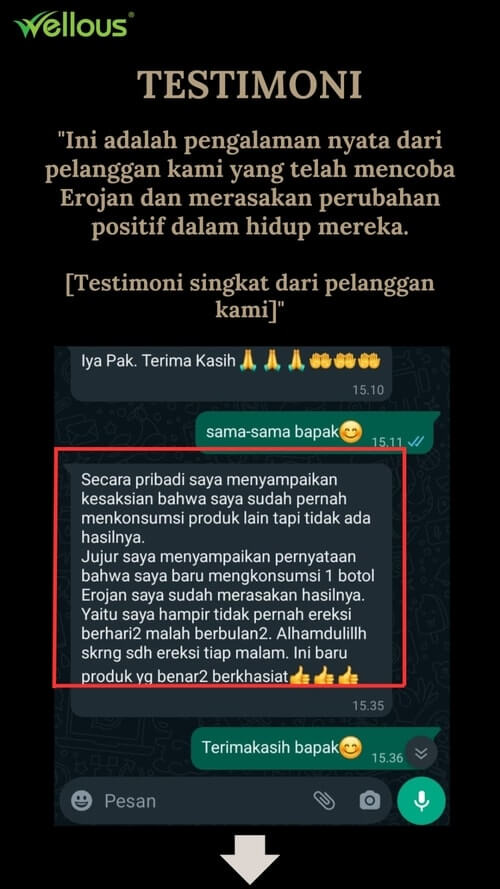 Wellous®
TESTIMONI
"Ini adalah pengalaman nyata dari
pelanggan kami yang telah mencoba
Erojan dan merasakan perubahan
positif dalam hidup mereka.
[Testimoni singkat dari pelanggan
kami]"
Iya Pak. Terima Kasih🙏🙏🙏🤲🤲🤲
15.10
sama-sama bapak😊
15.11
Secara pribadi saya menyampaikan
kesaksian bahwa saya sudah pernah
menkonsumsi produk lain tapi tidak ada
hasilnya.
Jujur saya menyampaikan pernyataan
bahwa saya baru mengkonsumsi 1 botol
Erojan saya sudah merasakan hasilnya.
Yaitu saya hampir tidak pernah ereksi
berhari2 malah berbulan2. Alhamdulillh
skrng sdh ereksi tiap malam. Ini baru
produk yg benar2 berkhasiat👍👍👍
15.35
Terimakasih bapak😊
15.36
Pesan